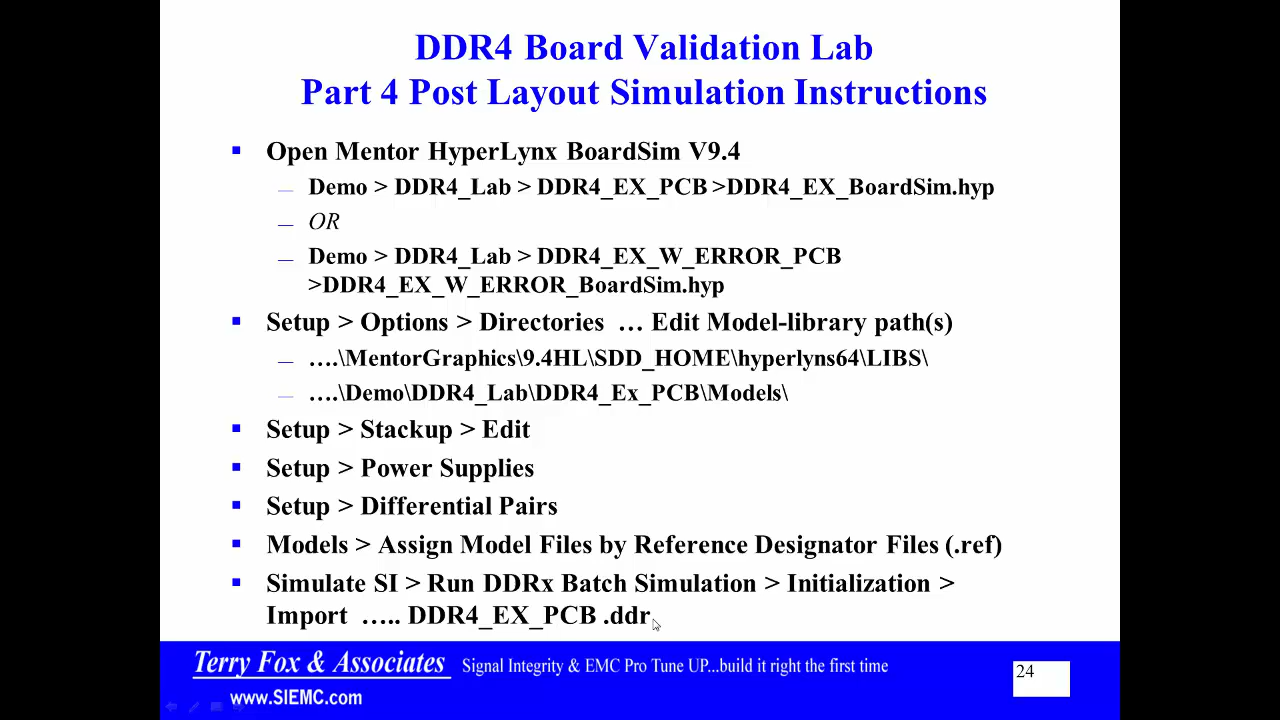 DDR4 Board Validation Lab
Part 4 Post Layout Simulation Instructions
▪ Open Mentor HyperLynx BoardSim V9.4
— Demo > DDR4_Lab > DDR4_EX_PCB >DDR4_EX_BoardSim.hyp
— OR
— Demo > DDR4_Lab > DDR4_EX_W_ERROR_PCB
>DDR4_EX_W_ERROR_BoardSim.hyp
▪ Setup > Options > Directories … Edit Model-library path(s)
— ….\MentorGraphics\9.4HL\SDD_HOME\hyperlyns64\LIBS\
— ….\Demo\DDR4_Lab\DDR4_Ex_PCB\Models\
▪ Setup > Stackup > Edit
▪ Setup > Power Supplies
▪ Setup > Differential Pairs
▪ Models > Assign Model Files by Reference Designator Files (.ref)
▪ Simulate SI > Run DDRx Batch Simulation > Initialization >
Import ….. DDR4_EX_PCB .ddr
Terry Fox & Associates Signal Integrity & EMC Pro Tune UP...build it right the first time
www.SIEMC.com
24